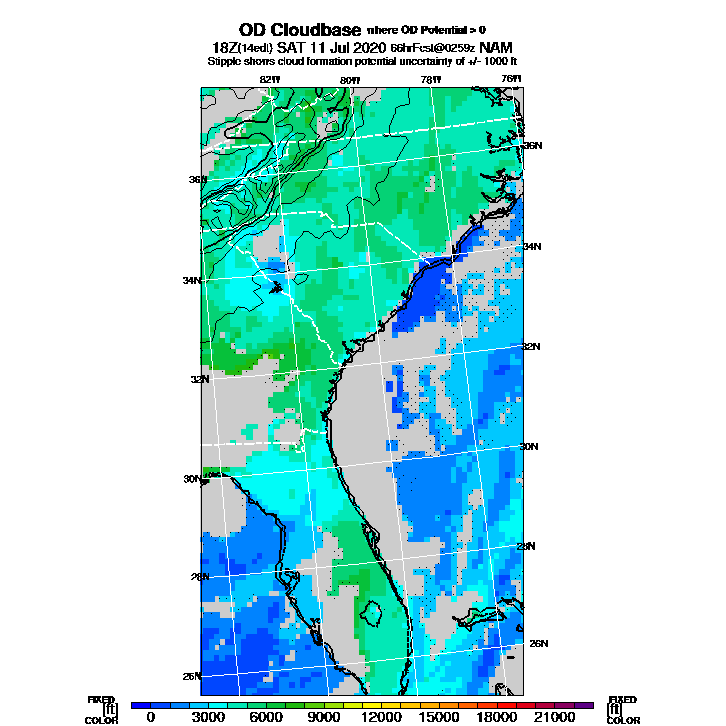 OD Cloudbase where OD Potential > 0
18Z(14edt) SAT 11 Jul 2020 66hrFcst@0259z NAM
Stipple shows cloud formation potential uncertainty of +/- 1000 ft
82W 80W 78W 76W
36N
36N
34N
34N
32N
32N
30N
30N
28N
28N
26N
26N
FIXED FIXED
[ft] [ft]
COLOR COLOR
0 3000 6000 9000 12000 15000 18000 21000